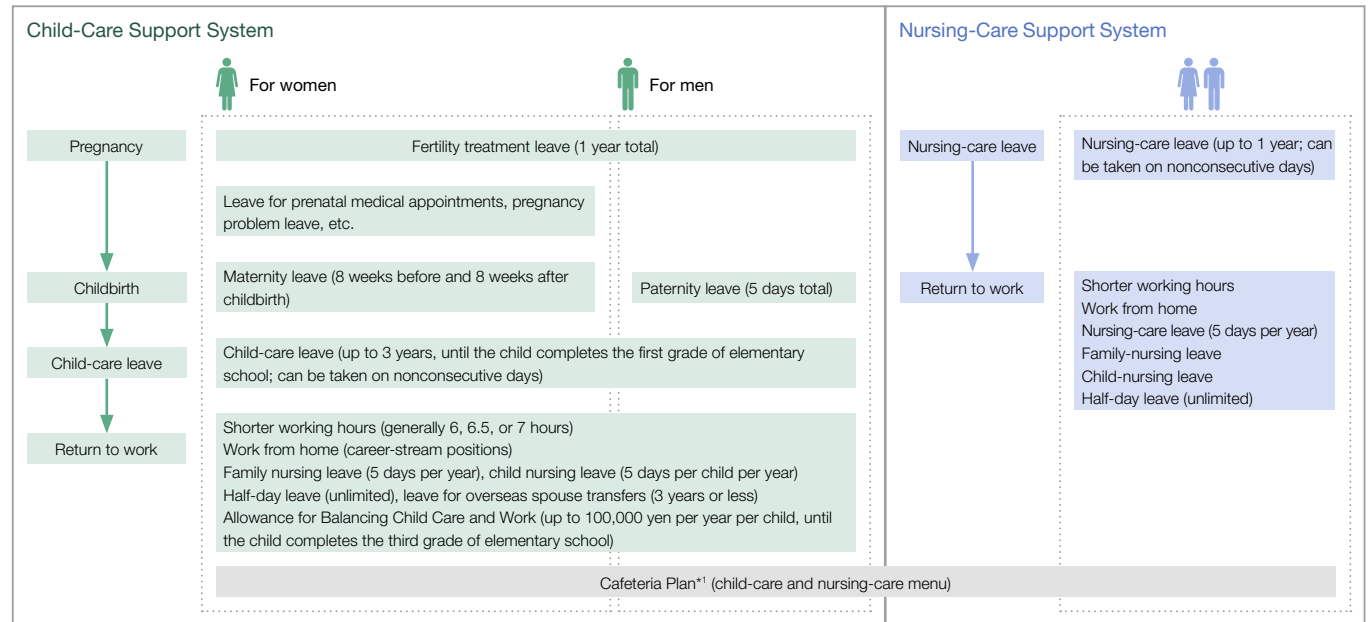 Child-Care Support System
For women
For men
Pregnancy
Fertility treatment leave (1 year total)
Leave for prenatal medical appointments, pregnancy
problem leave, etc.
Childbirth
Maternity leave (8 weeks before and 8 weeks after
childbirth)
Paternity leave (5 days total)
Child-care leave
Child-care leave (up to 3 years, until the child completes the first grade of elementary
school; can be taken on nonconsecutive days)
Return to work
Shorter working hours (generally 6, 6.5, or 7 hours)
Work from home (career-stream positions)
Family nursing leave (5 days per year), child nursing leave (5 days per child per year)
Half-day leave (unlimited), leave for overseas spouse transfers (3 years or less)
Allowance for Balancing Child Care and Work (up to 100,000 yen per year per child, until
the child completes the third grade of elementary school)
Nursing-Care Support System
Nursing-care leave
Nursing-care leave (up to 1 year; can
be taken on nonconsecutive days)
Return to work
Shorter working hours
Work from home
Nursing-care leave (5 days per year)
Family-nursing leave
Child-nursing leave
Half-day leave (unlimited)
Cafeteria Plan*1 (child-care and nursing-care menu)